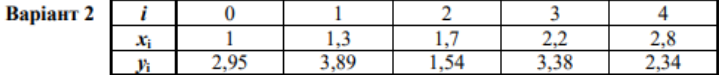 Варіант 2 i 0 1 2 3 4
xi 1 1,3 1,7 2,2 2,8
yi 2,95 3,89 1,54 3,38 2,34